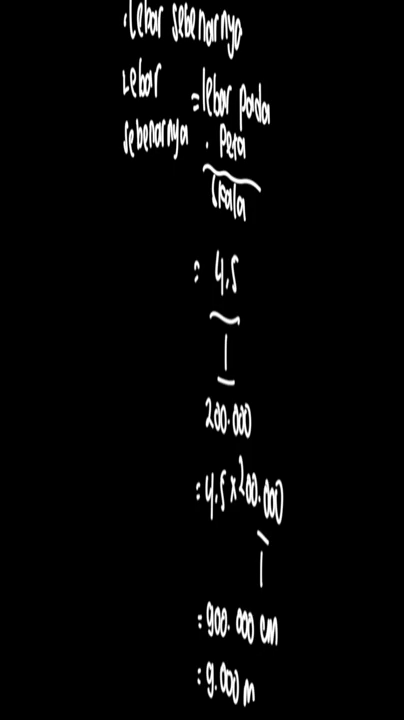 .Lebar sebenarnyo
Lebar = lebar pada
sebenarnya . Peta
Skala
= 4.5
1
200.000
= 4.5 x 200.000
1
= 900.000 cm
= 9.000 m